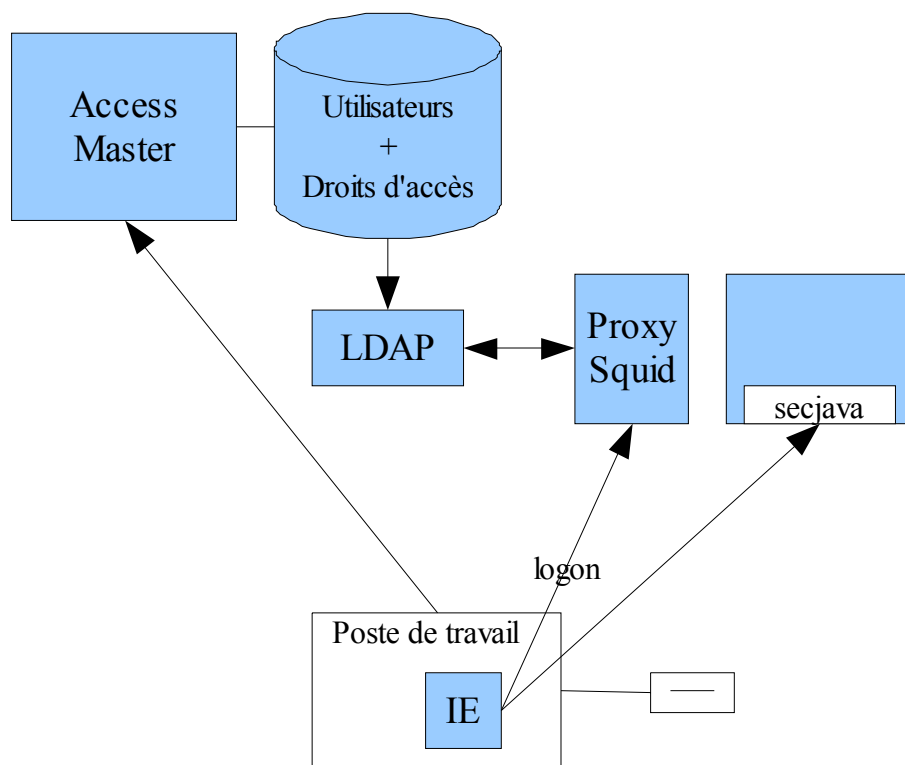 Access
Master
Utilisateurs
+
Droits d'accès
LDAP
Proxy
Squid
secjava
logon
Poste de travail
IE